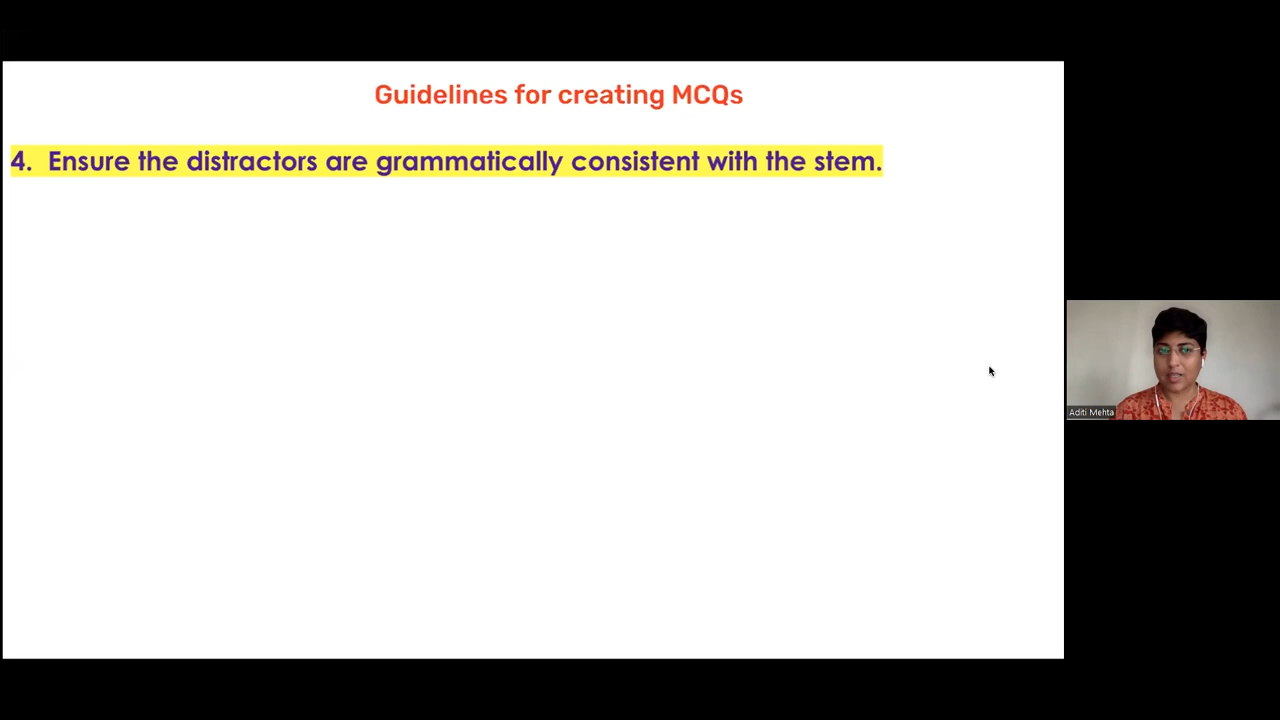 Guidelines for creating MCQs
4. Ensure the distractors are grammatically consistent with the stem.
Aditi Mehta